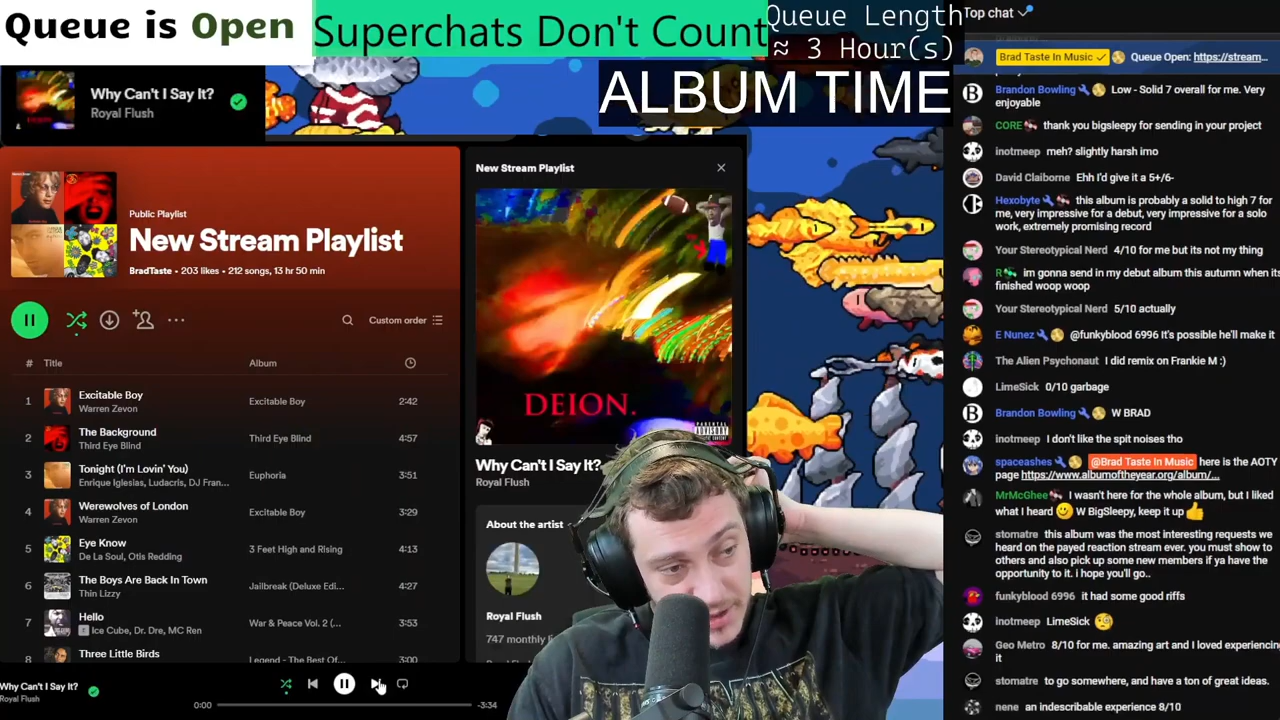 Queue is Open
Superchats Don't Count
Queue Length
≈ 3 Hour(s)
ALBUM TIME
Why Can't I Say It?
Royal Flush
Public Playlist
New Stream Playlist
BradTaste • 203 likes • 212 songs, 13 hr 50 min
Custom order
# Title Album
1 Excitable Boy Excitable Boy 2:42
Warren Zevon
2 The Background Third Eye Blind 4:57
Third Eye Blind
3 Tonight (I'm Lovin' You) Euphoria 3:51
Enrique Iglesias, Ludacris, DJ Fran...
4 Werewolves of London Excitable Boy 3:29
Warren Zevon
5 Eye Know 3 Feet High and Rising 4:13
De La Soul, Otis Redding
6 The Boys Are Back In Town Jailbreak (Deluxe Edi... 4:27
Thin Lizzy
7 Hello War & Peace Vol. 2 (... 3:53
E Ice Cube, Dr. Dre, MC Ren
8 Three Little Birds Legend - The Best Of... 3:00
New Stream Playlist
DEION.
PARENTAL
ADVISORY
Why Can't I Say It?
Royal Flush
About the artist
Royal Flush
747 monthly li
Why Can't I Say It?
Royal Flush
0:00
-3:34
Top chat
Brad Taste In Music Queue Open: https://stream...
Brandon Bowling Low - Solid 7 overall for me. Very
enjoyable
CORE thank you bigsleepy for sending in your project
inotmeep meh? slightly harsh imo
David Claiborne Ehh I'd give it a 5+/6-
Hexobyte this album is probably a solid to high 7 for
me, very impressive for a debut, very impressive for a solo
work, extremely promising record
Your Stereotypical Nerd 4/10 for me but its not my thing
R im gonna send in my debut album this autumn when its
finished woop woop
Your Stereotypical Nerd 5/10 actually
E Nunez @funkyblood 6996 It's possible he'll make it
The Alien Psychonaut I did remix on Frankie M :)
LimeSick 0/10 garbage
Brandon Bowling W BRAD
inotmeep I don't like the spit noises tho
spaceashes @Brad Taste In Music here is the AOTY
page https://www.albumoftheyear.org/album/...
MrMcGhee I wasn't here for the whole album, but I liked
what I heard W BigSleepy, keep it up
stomatre this album was the most interesting requests we
heard on the payed reaction stream ever. you must show to
others and also pick up some new members if ya have the
opportunity to it. i hope you'll go..
funkyblood 6996 it had some good riffs
inotmeep LimeSick
Geo Metro 8/10 for me. amazing art and I loved experiencing
it
stomatre to go somewhere, and have a ton of great ideas.
nene an indescribable experience 8/10